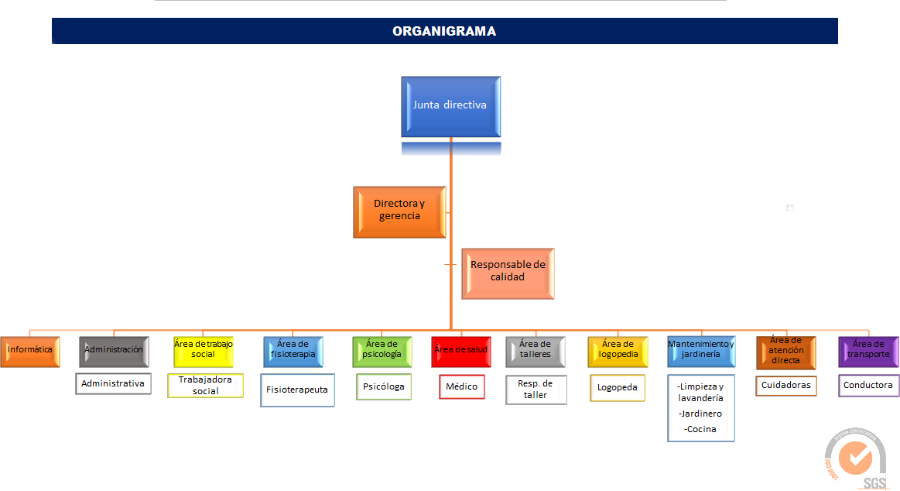 ORGANIGRAMA
Junta directiva
Directora y
gerencia
Responsable de
calidad
Informática
Administración
Área de trabajo
social
Área de
fisioterapia
Área de
psicología
Área de salud
Área de
talleres
Área de
logopedia
Mantenimiento y
jardinería
Área de
atención
directa
Área de
transporte
Administrativa
Trabajadora
social
Fisioterapeuta
Psicóloga
Médico
Resp. de
taller
Logopeda
-Limpieza y
lavandería
-Jardinero
-Cocina
Cuidadoras
Conductora
SGS